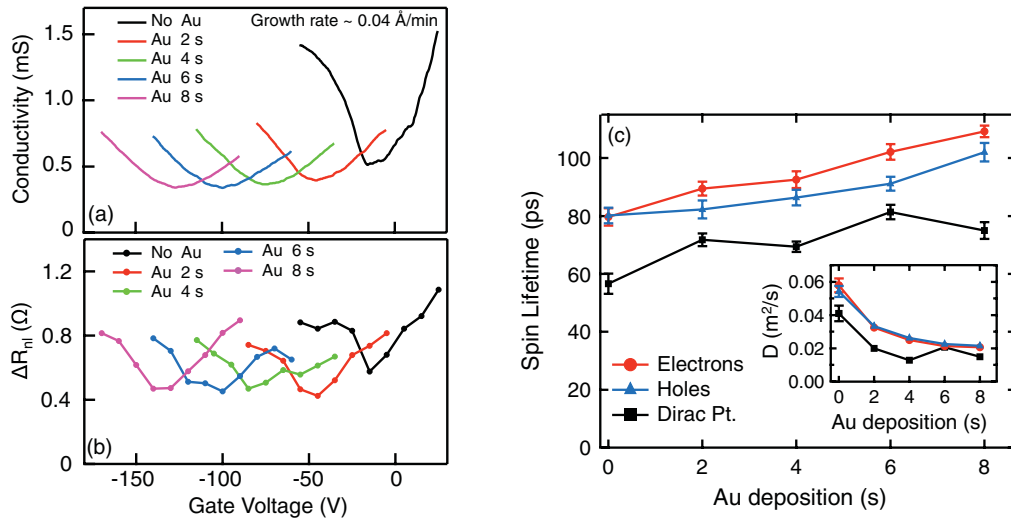 No Au
Au 2 s
Au 4 s
Au 6 s
Au 8 s
Growth rate ~ 0.04 Å/min
Conductivity (mS)
1.5
1.0
0.5
0
(a)
No Au
Au 2 s
Au 4 s
Au 6 s
Au 8 s
ΔRnl (Ω)
1.2
0.8
0.4
0
(b)
-150 -100 -50 0
Gate Voltage (V)
(c)
Spin Lifetime (ps)
100
80
60
40
20
0
Electrons
Holes
Dirac Pt.
0 2 4 6 8
Au deposition (s)
D (m²/s)
0.06
0.04
0.02
0.00
0 2 4 6 8
Au deposition (s)